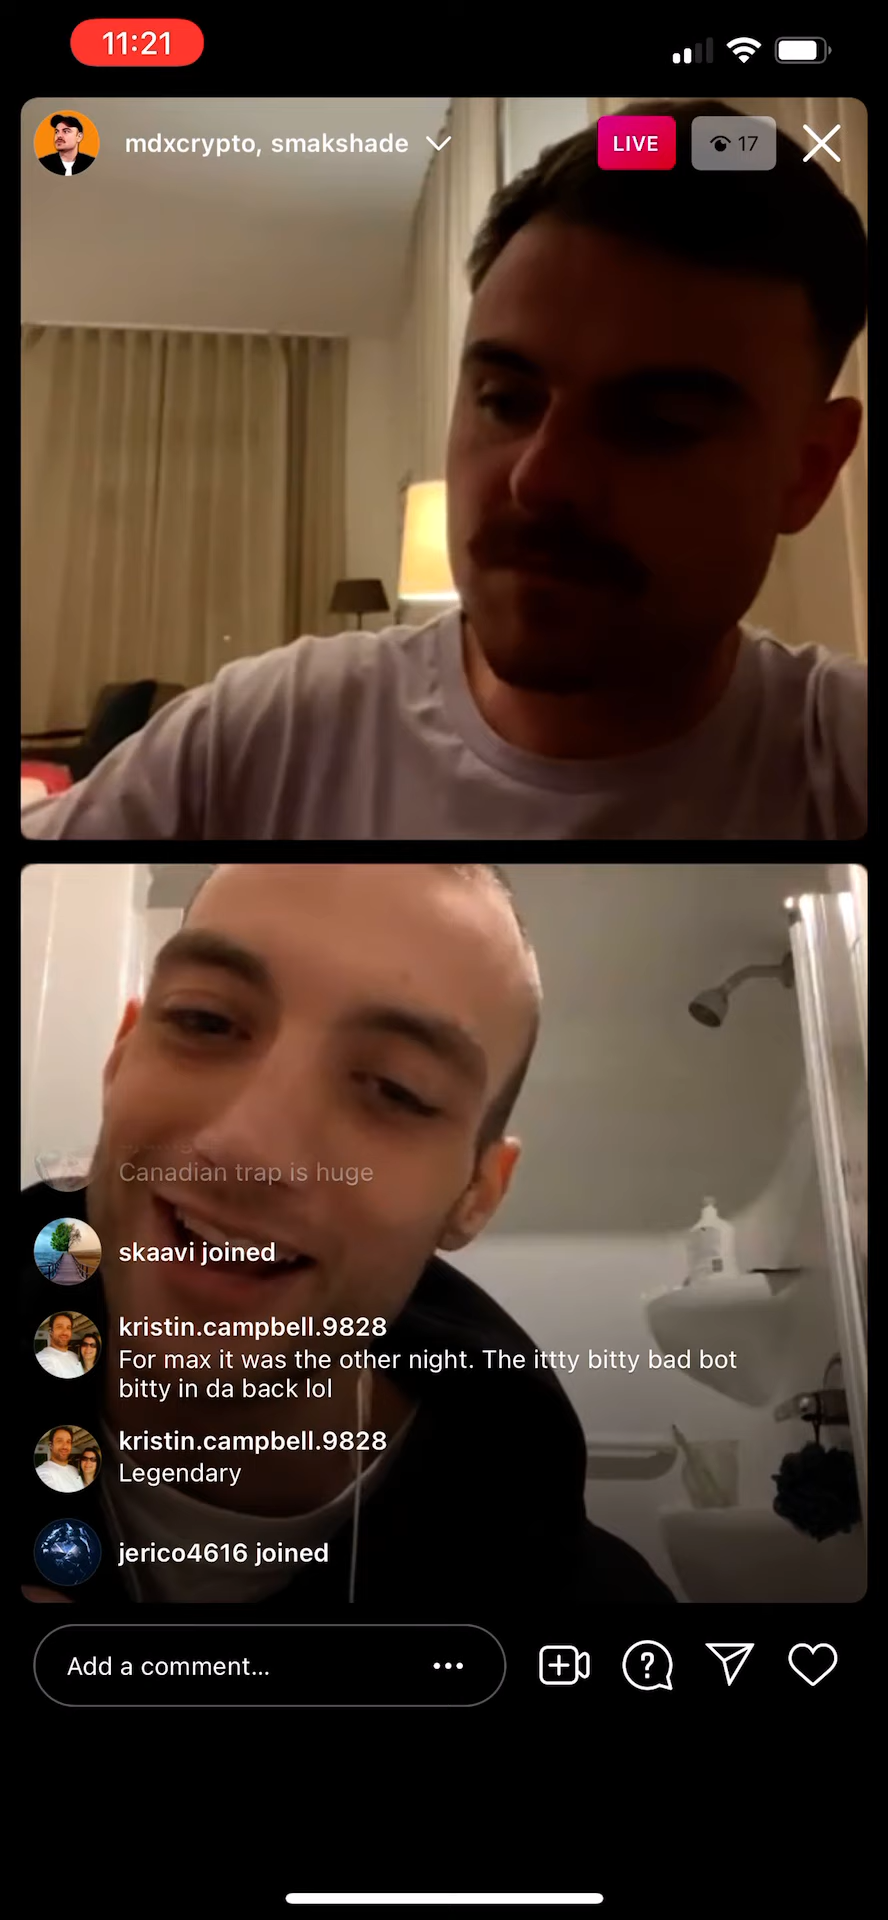 11:21
mdxcrypto, smakshade
LIVE
17
Canadian trap is huge
skaavi joined
kristin.campbell.9828
For max it was the other night. The ittty bitty bad bot
bitty in da back lol
kristin.campbell.9828
Legendary
jerico4616 joined
Add a comment...